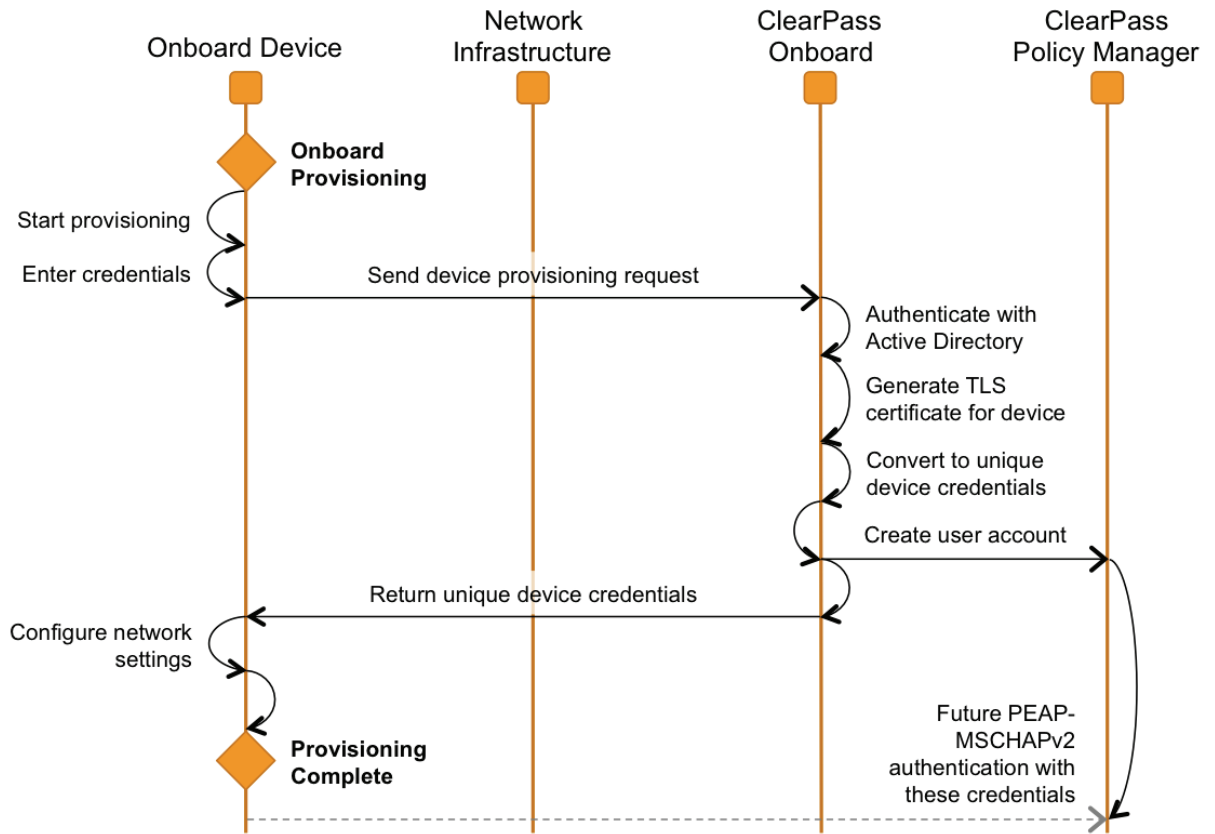 Onboard Device
Network
Infrastructure
ClearPass
Onboard
ClearPass
Policy Manager
Onboard
Provisioning
Start provisioning
Enter credentials
Send device provisioning request
Authenticate with
Active Directory
Generate TLS
certificate for device
Convert to unique
device credentials
Create user account
Return unique device credentials
Configure network
settings
Future PEAP-
MSCHAPv2
authentication with
these credentials
Provisioning
Complete